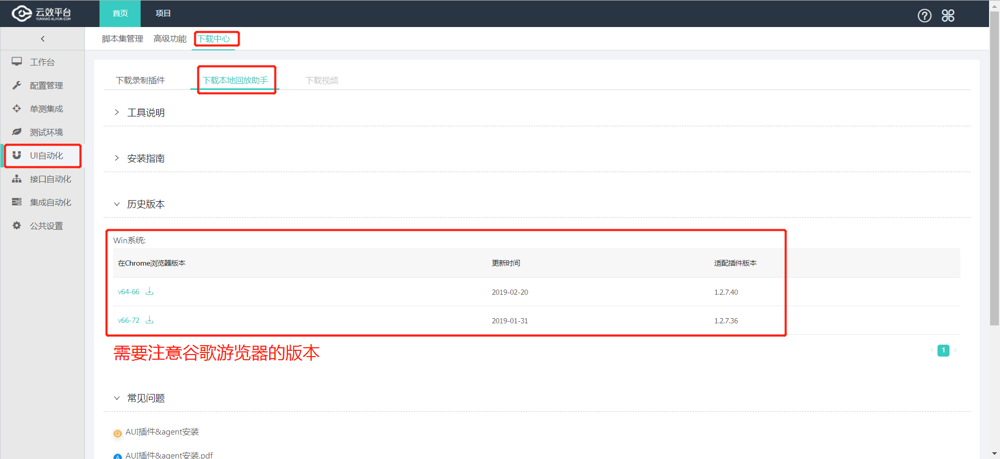 云效平台
YUNXIAO.ALIYUN.COM
首页
项目
脚本集管理
高级功能
下载中心
工作台
配置管理
单测集成
测试环境
UI自动化
接口自动化
集成自动化
公共设置
下载录制插件
下载本地回放助手
下载视频
工具说明
安装指南
历史版本
Win系统:
在Chrome浏览器版本
更新时间
适配插件版本
v64-66
2019-02-20
1.2.7.40
v66-72
2019-01-31
1.2.7.36
需要注意谷歌游览器的版本
1
常见问题
Q
AUI插件&agent安装
A
AUI插件&agent安装.pdf